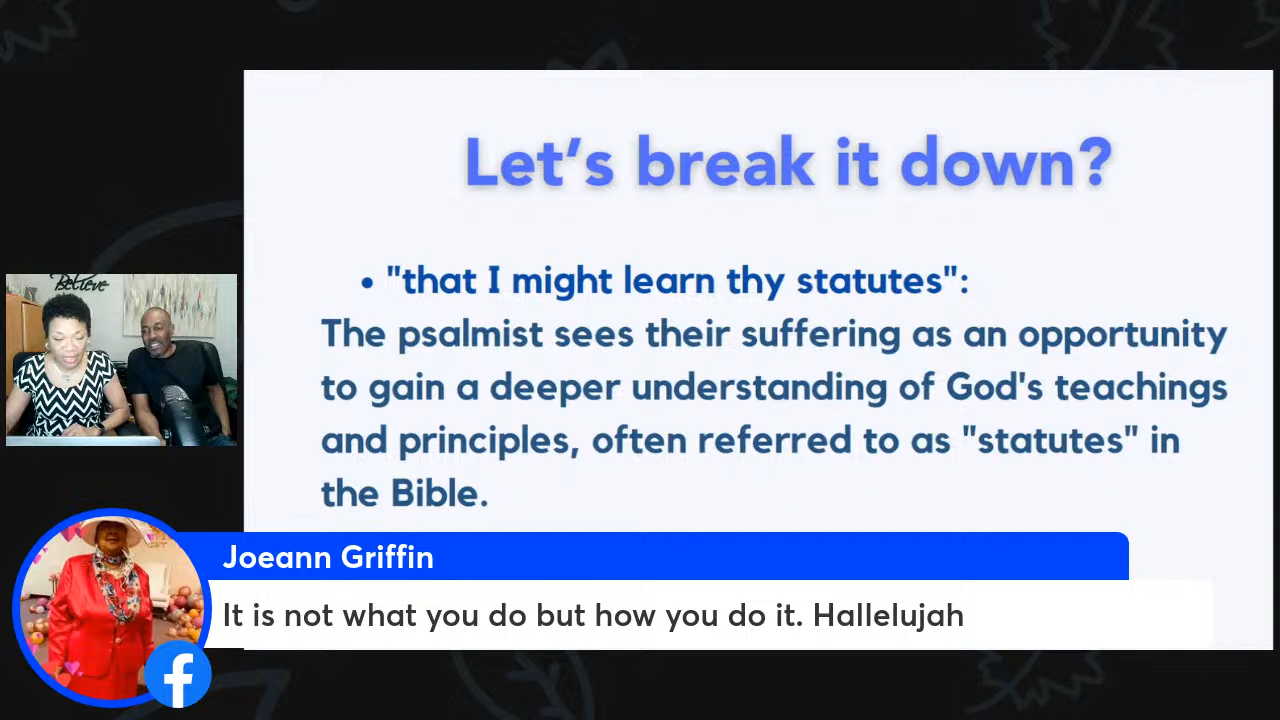 Let's break it down?
Believe
• "that I might learn thy statutes":
The psalmist sees their suffering as an opportunity
to gain a deeper understanding of God's teachings
and principles, often referred to as "statutes" in
the Bible.
Joeann Griffin
It is not what you do but how you do it. Hallelujah